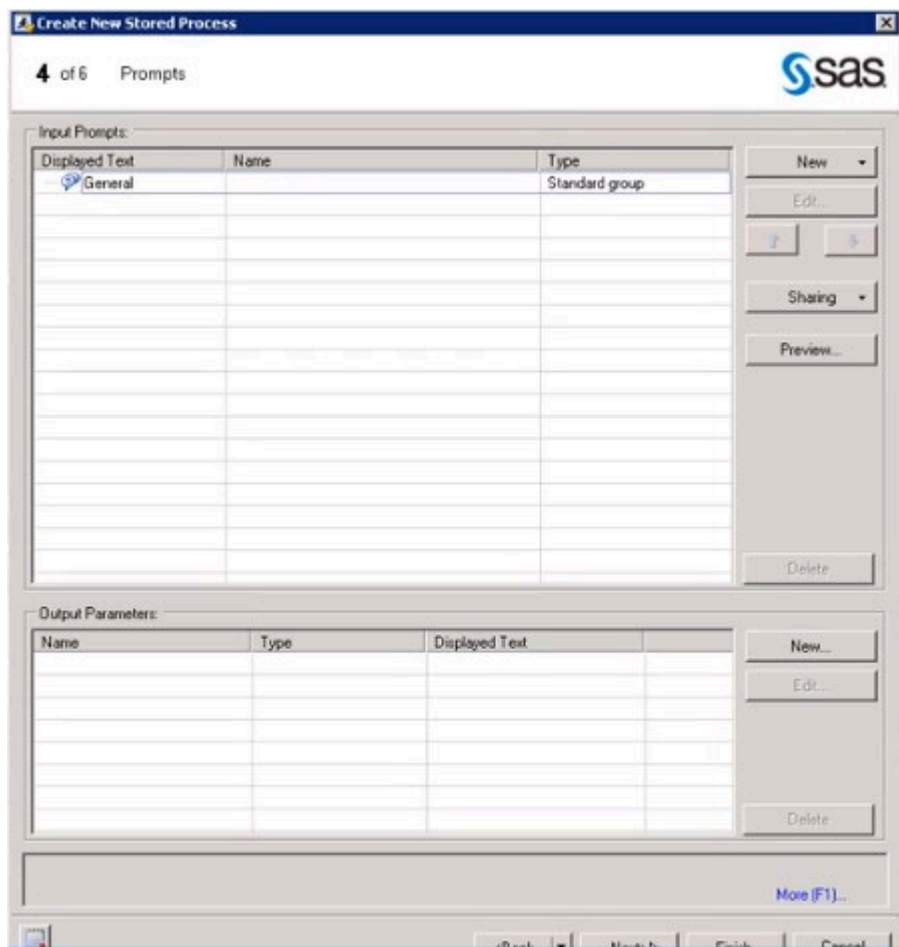 Create New Stored Process
4 of 6 Prompts
sas
Input Prompts:
Displayed Text Name Type
General Standard group
New
Edit...
Sharing
Preview...
Delete
Output Parameters:
Name Type Displayed Text
New...
Edit...
Delete
More (F1)...
<Back Next> Finish Cancel